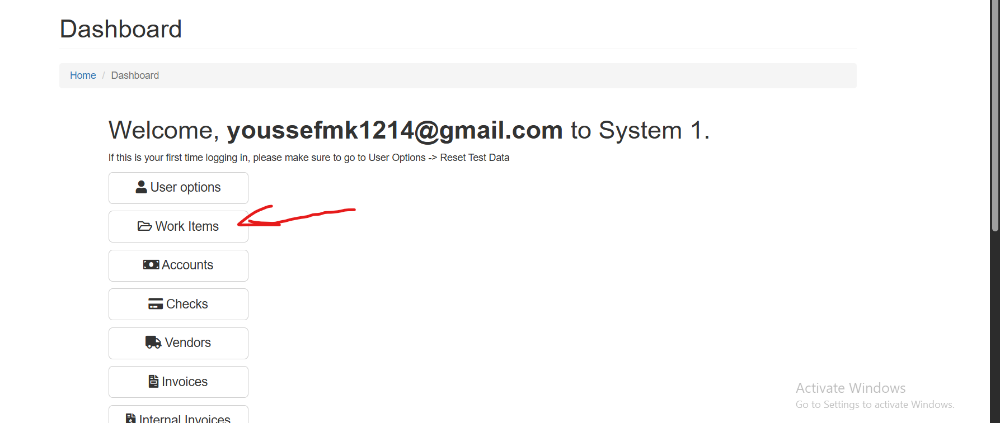 Dashboard
Home / Dashboard
Welcome, youssefmk1214@gmail.com to System 1.
If this is your first time logging in, please make sure to go to User Options -> Reset Test Data
User options
Work Items
Accounts
Checks
Vendors
Invoices
Internal Invoices
Activate Windows
Go to Settings to activate Windows.